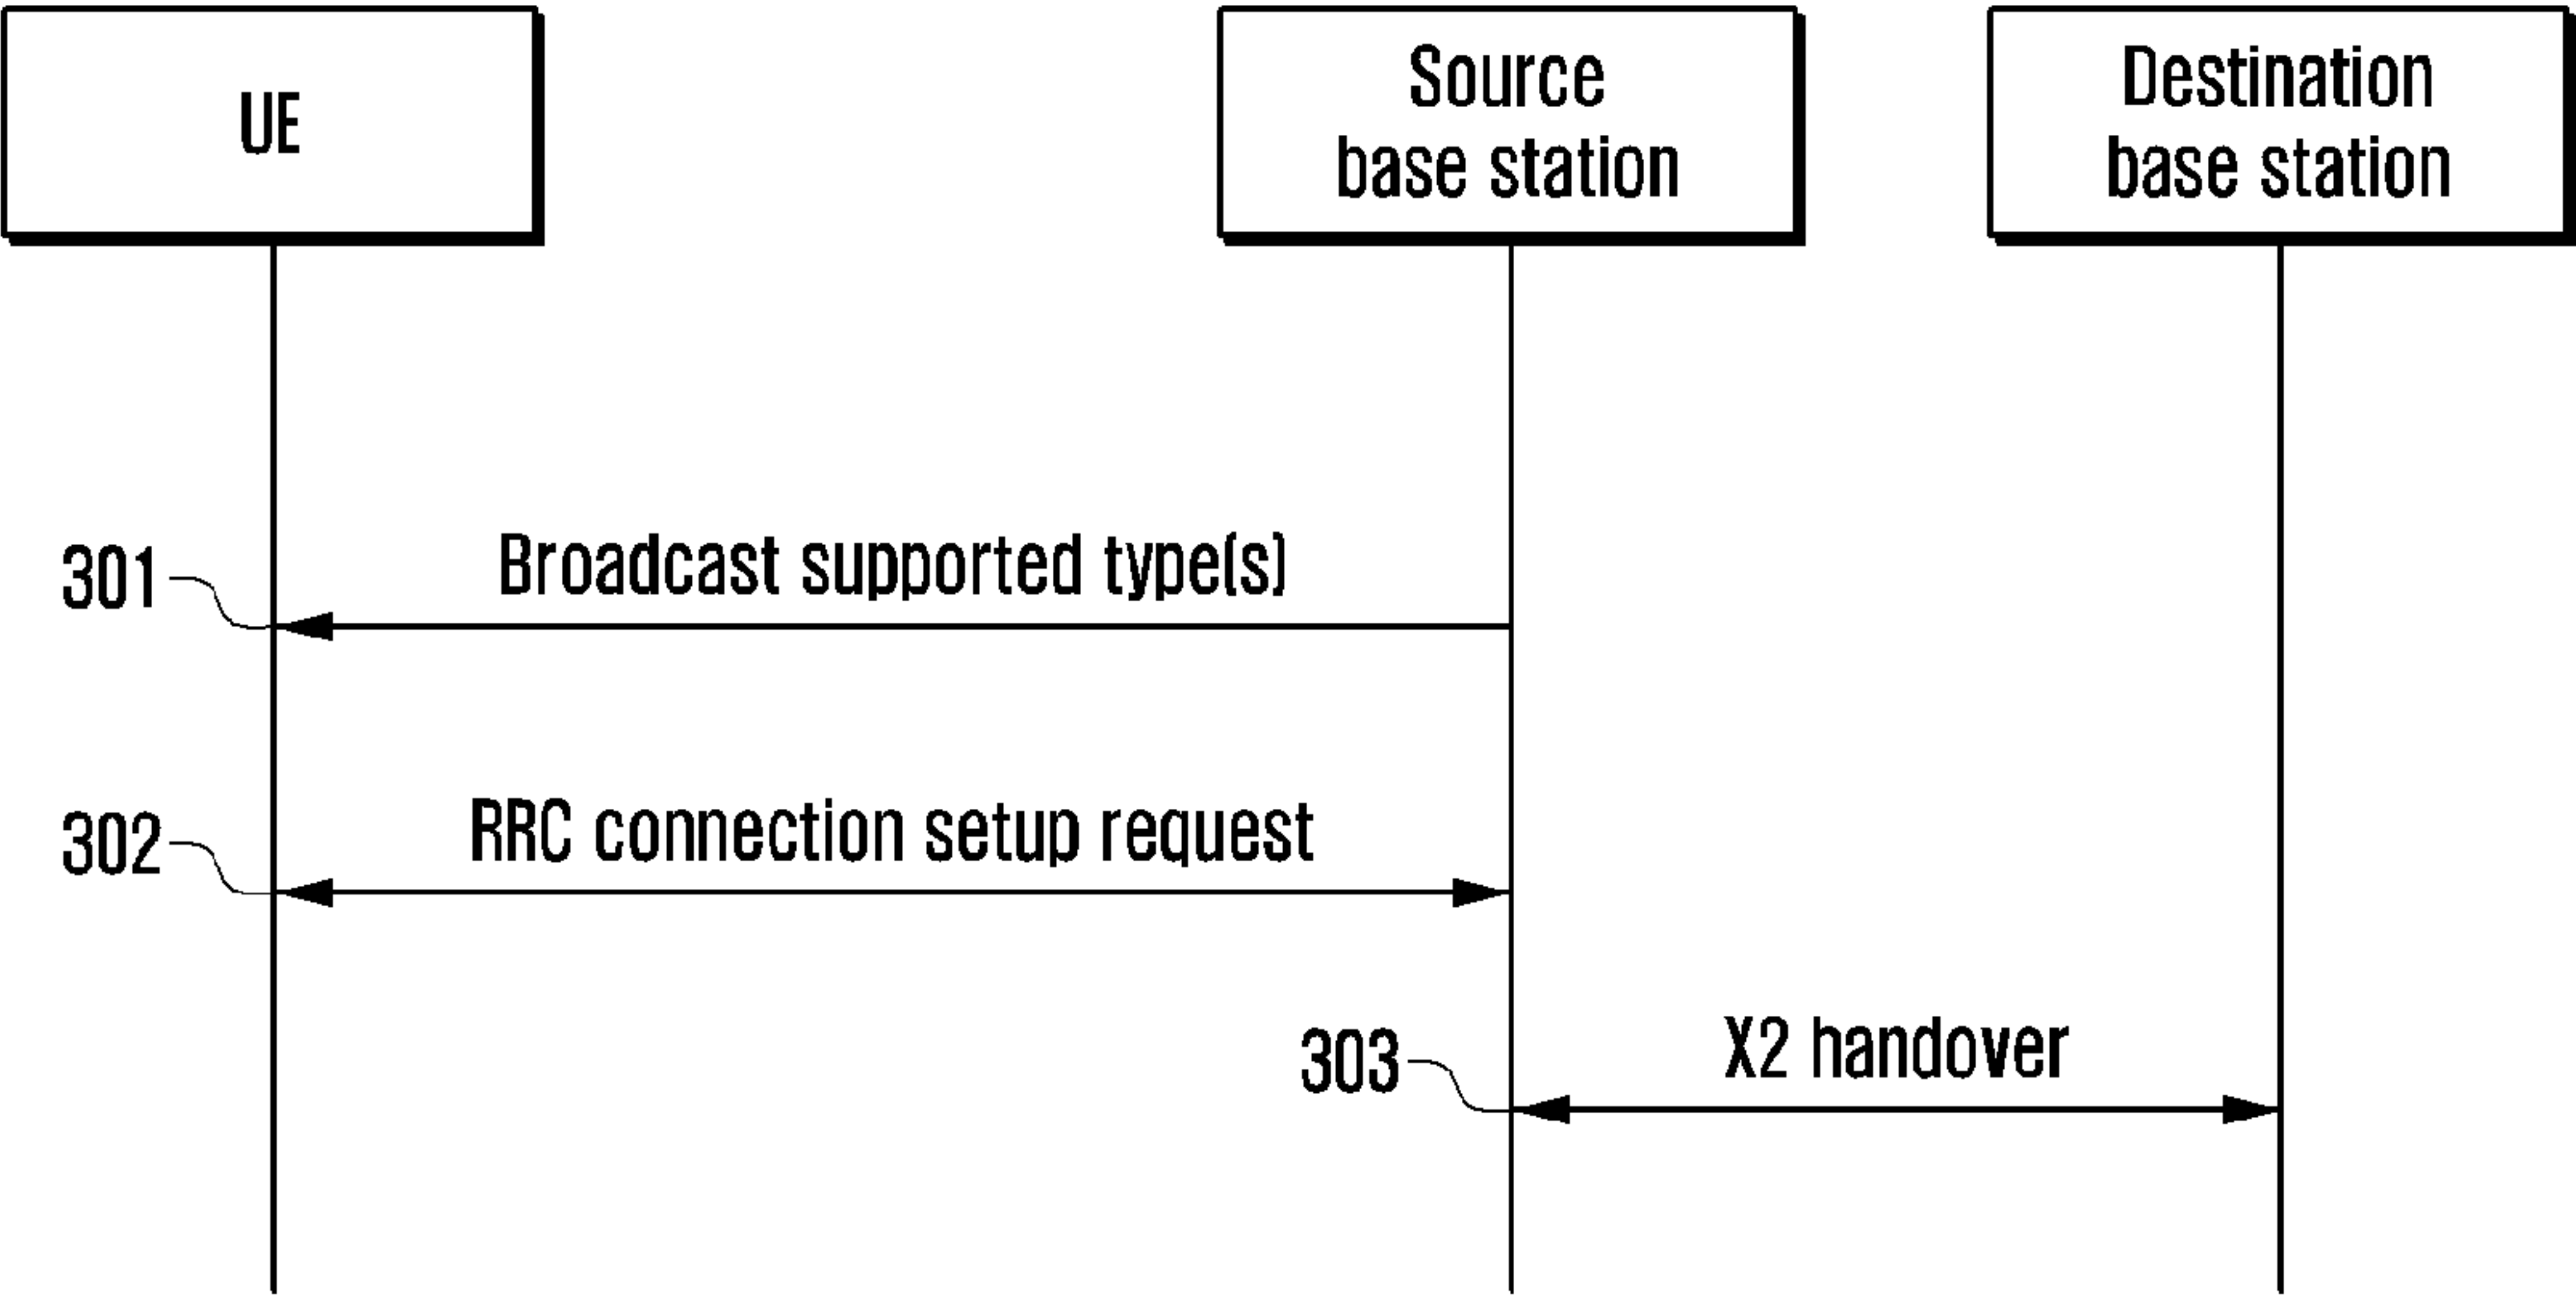 UE
Source
base station
Destination
base station
301
Broadcast supported type(s)
302
RRC connection setup request
303
X2 handover